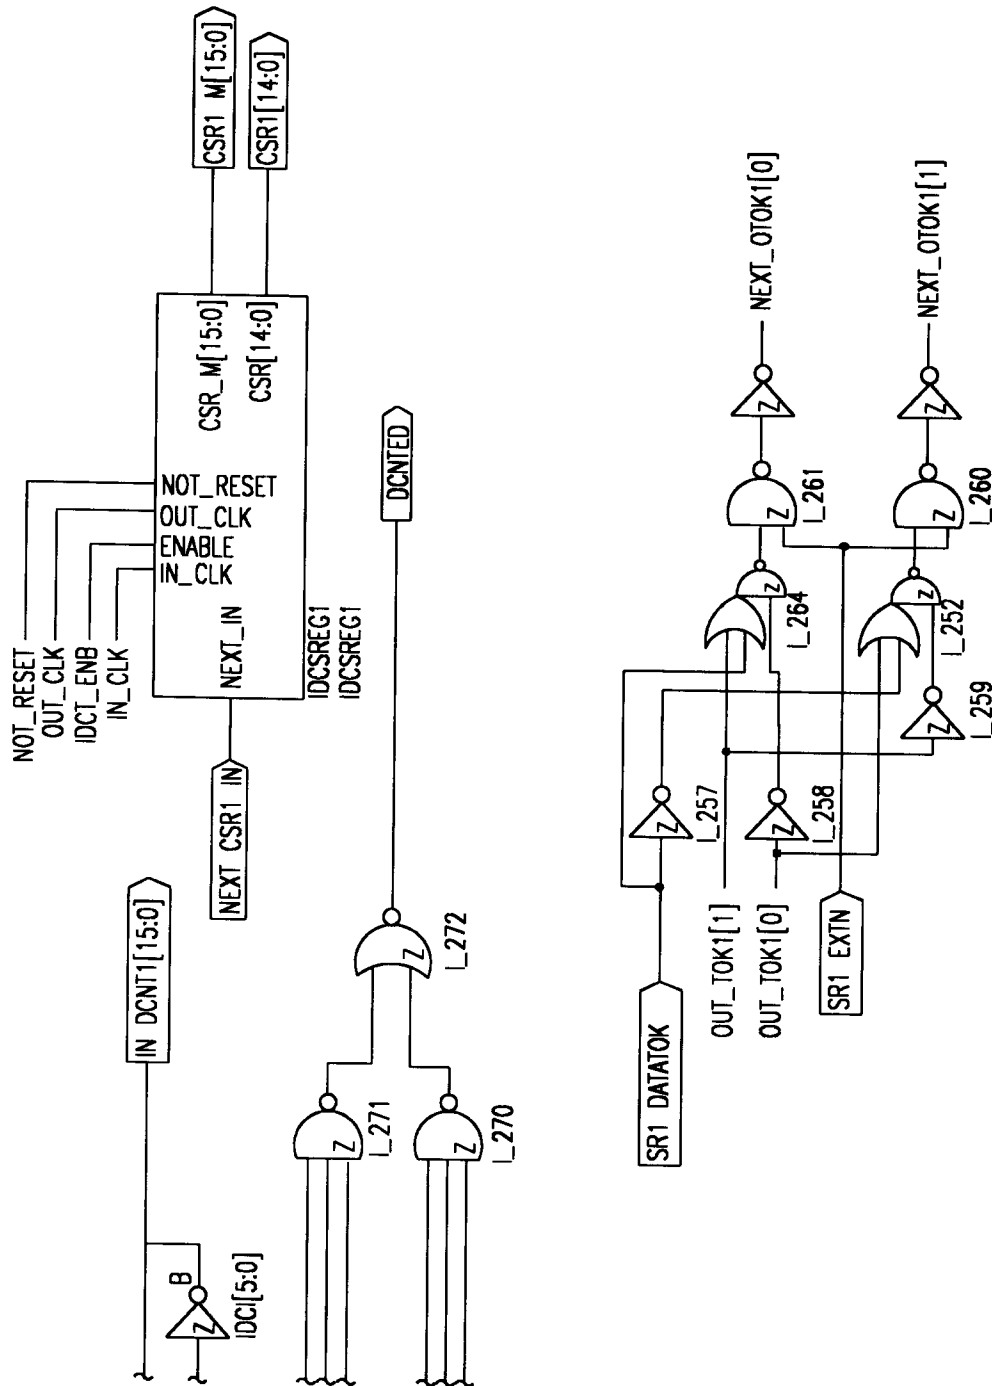 CSR1 M[15:0]
CSR1[14:0]
NOT_RESET
OUT_CLK
IDCT_ENB
IN_CLK
NOT_RESET
OUT_CLK
ENABLE
IN_CLK
CSR_M[15:0]
CSR[14:0]
NEXT_IN
IDCSREG1
IDCSREG1
NEXT CSR1 IN
IN DCNT1[15:0]
B
Z
IDCI[5:0]
DCNTED
Z
I_272
Z
I_271
Z
I_270
NEXT_OTOK1[0]
NEXT_OTOK1[1]
Z
Z
Z
I_261
Z
I_260
Z
I_264
Z
I_252
Z
I_259
Z
I_257
Z
I_258
OUT_TOK1[1]
OUT_TOK1[0]
SR1 EXTN
SR1 DATATOK